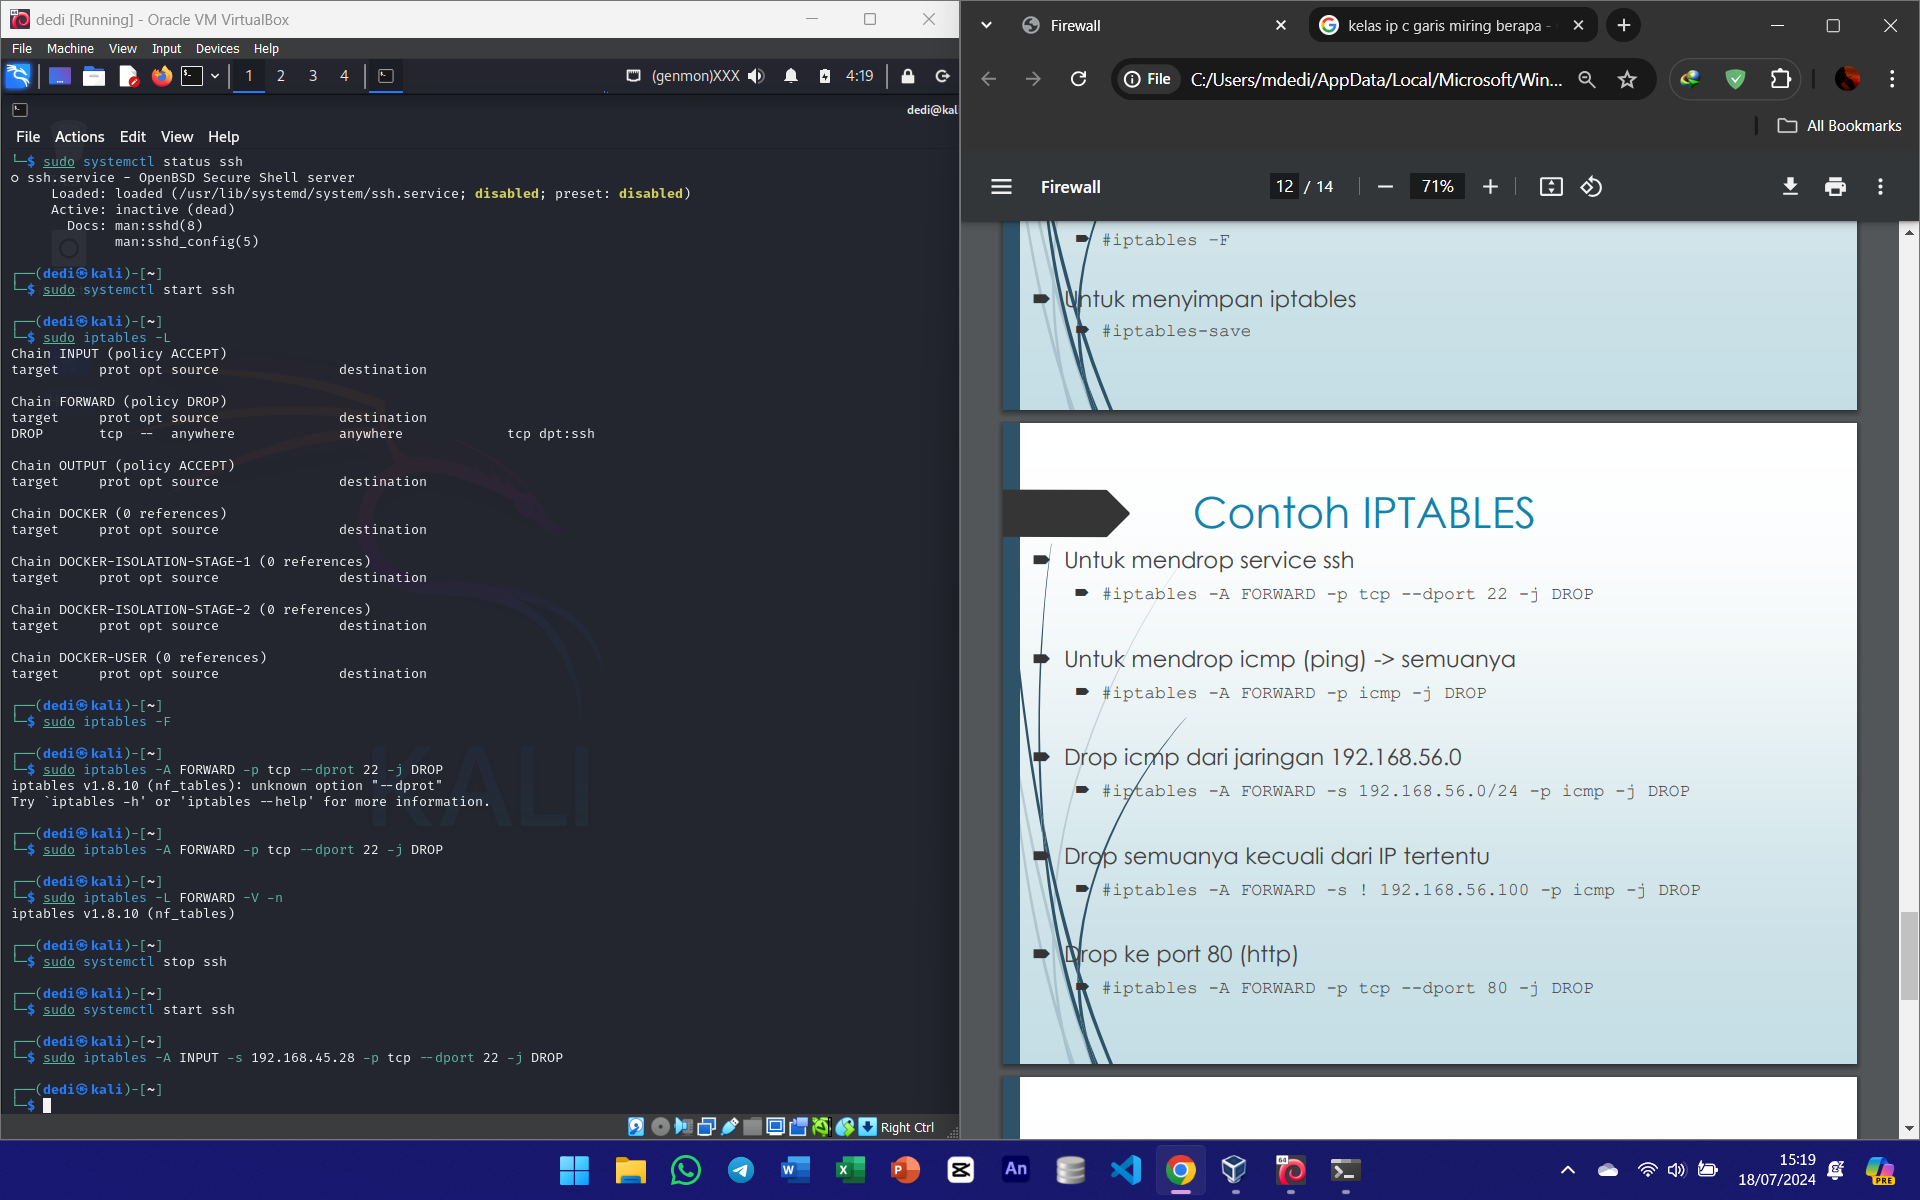 dedi [Running] - Oracle VM VirtualBox
File Machine View Input Devices Help
1 2 3 4 (genmon)XXX 4:19
dedi@kal
File Actions Edit View Help
└─$ sudo systemctl status ssh
○ ssh.service - OpenBSD Secure Shell server
Loaded: loaded (/usr/lib/systemd/system/ssh.service; disabled; preset: disabled)
Active: inactive (dead)
Docs: man:sshd(8)
man:sshd_config(5)
┌──(dedi㉿kali)-[~]
└─$ sudo systemctl start ssh
┌──(dedi㉿kali)-[~]
└─$ sudo iptables -L
Chain INPUT (policy ACCEPT)
target prot opt source destination
Chain FORWARD (policy DROP)
target prot opt source destination
DROP tcp -- anywhere anywhere tcp dpt:ssh
Chain OUTPUT (policy ACCEPT)
target prot opt source destination
Chain DOCKER (0 references)
target prot opt source destination
Chain DOCKER-ISOLATION-STAGE-1 (0 references)
target prot opt source destination
Chain DOCKER-ISOLATION-STAGE-2 (0 references)
target prot opt source destination
Chain DOCKER-USER (0 references)
target prot opt source destination
┌──(dedi㉿kali)-[~]
└─$ sudo iptables -F
┌──(dedi㉿kali)-[~]
└─$ sudo iptables -A FORWARD -p tcp --dprot 22 -j DROP
iptables v1.8.10 (nf_tables): unknown option "--dprot"
Try `iptables -h' or 'iptables --help' for more information.
┌──(dedi㉿kali)-[~]
└─$ sudo iptables -A FORWARD -p tcp --dport 22 -j DROP
┌──(dedi㉿kali)-[~]
└─$ sudo iptables -L FORWARD -V -n
iptables v1.8.10 (nf_tables)
┌──(dedi㉿kali)-[~]
└─$ sudo systemctl stop ssh
┌──(dedi㉿kali)-[~]
└─$ sudo systemctl start ssh
┌──(dedi㉿kali)-[~]
└─$ sudo iptables -A INPUT -s 192.168.45.28 -p tcp --dport 22 -j DROP
┌──(dedi㉿kali)-[~]
└─$
KALI
Right Ctrl
Firewall
kelas ip c garis miring berapa -
File C:/Users/mdedi/AppData/Local/Microsoft/Win...
All Bookmarks
Firewall 12 / 14 71%
#iptables –F
Untuk menyimpan iptables
#iptables-save
Contoh IPTABLES
Untuk mendrop service ssh
#iptables -A FORWARD -p tcp --dport 22 -j DROP
Untuk mendrop icmp (ping) -> semuanya
#iptables -A FORWARD -p icmp -j DROP
Drop icmp dari jaringan 192.168.56.0
#iptables -A FORWARD -s 192.168.56.0/24 -p icmp -j DROP
Drop semuanya kecuali dari IP tertentu
#iptables -A FORWARD -s ! 192.168.56.100 -p icmp -j DROP
Drop ke port 80 (http)
#iptables -A FORWARD -p tcp --dport 80 -j DROP
An
64
15:19
18/07/2024
PRE